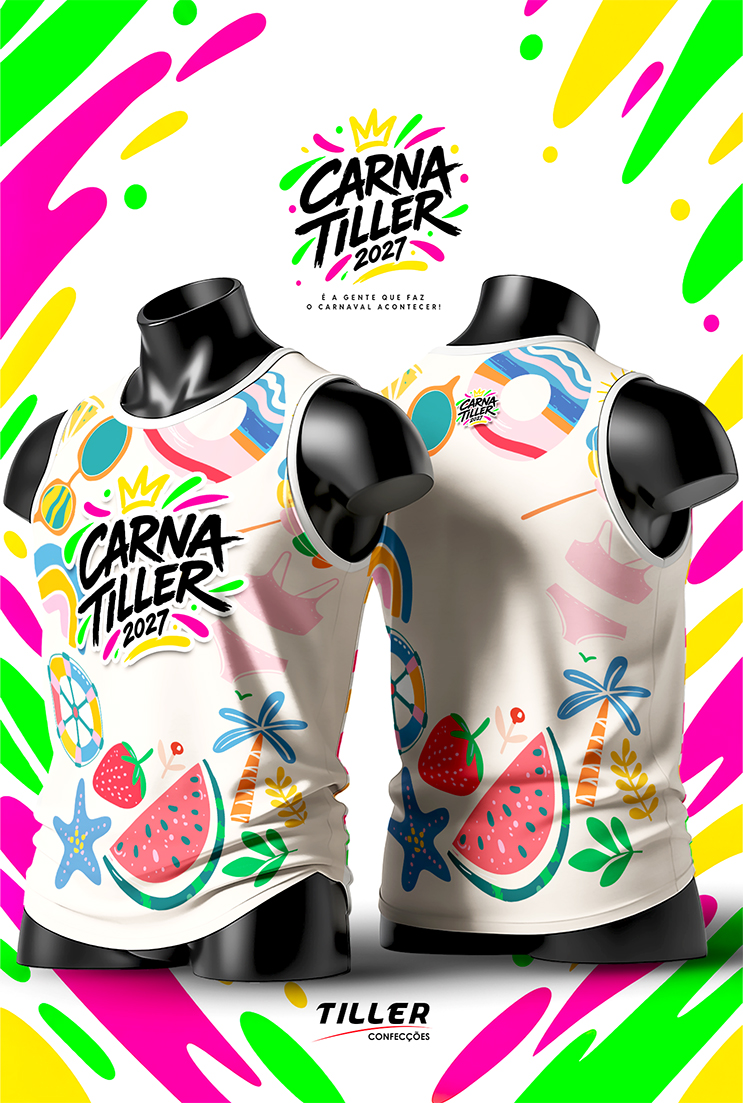 CARNA
TILLER
2027
É A GENTE QUE FAZ
O CARNAVAL ACONTECER!
CARNA
TILLER
2027
CARNA
TILLER
2027
TILLER
CONFECÇÕES